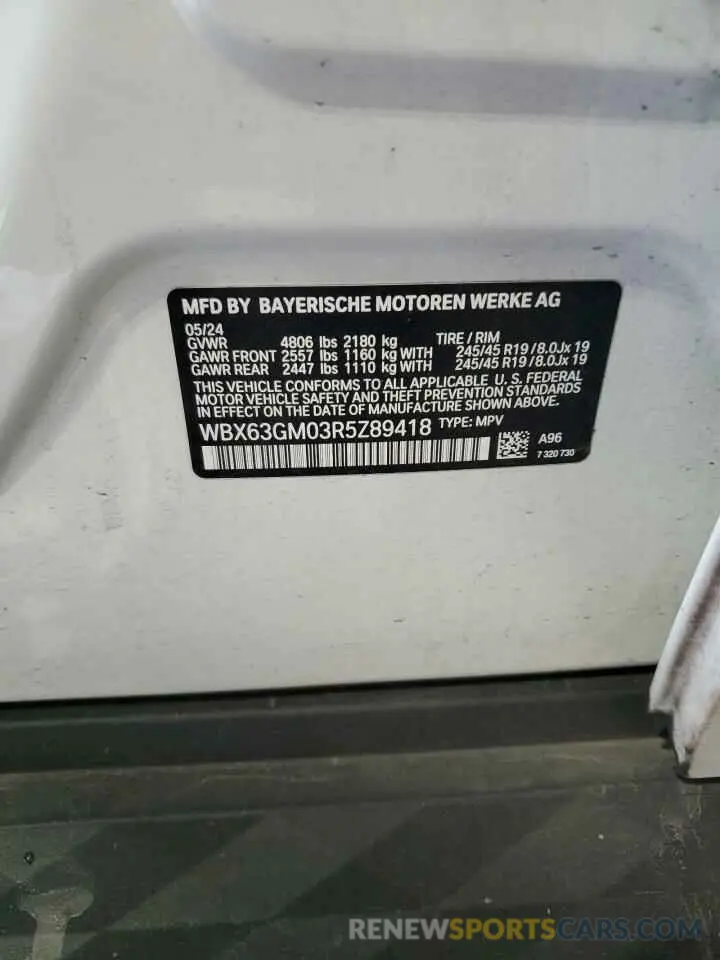 MFD BY BAYERISCHE MOTOREN WERKE AG
05/24
GVWR 4806 lbs 2180 kg TIRE / RIM
GAWR FRONT 2557 lbs 1160 kg WITH 245/45 R19 / 8.0Jx 19
GAWR REAR 2447 lbs 1110 kg WITH 245/45 R19 / 8.0Jx 19
THIS VEHICLE CONFORMS TO ALL APPLICABLE U. S. FEDERAL
MOTOR VEHICLE SAFETY AND THEFT PREVENTION STANDARDS
IN EFFECT ON THE DATE OF MANUFACTURE SHOWN ABOVE.
WBX63GM03R5Z89418 TYPE: MPV
A96
7 320 730
RENEWSPORTSCARS.COM